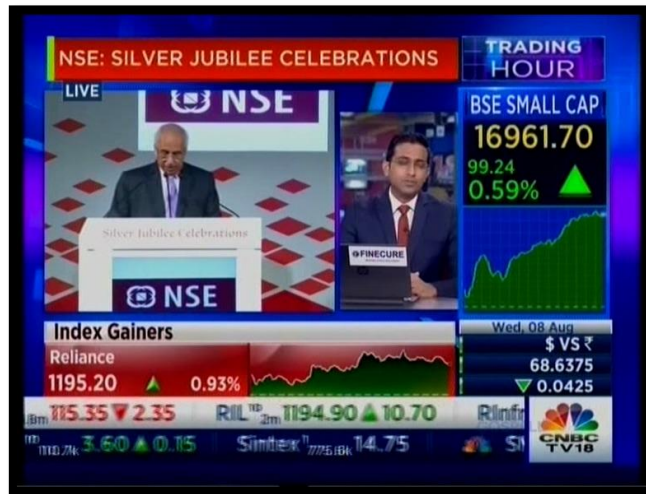 NSE: SILVER JUBILEE CELEBRATIONS
TRADING
HOUR
LIVE
NSE
Silver Jubilee Celebrations
NSE
FINECURE
BSE SMALL CAP
16961.70
99.24
0.59%
Index Gainers
Reliance
1195.20 0.93%
Wed, 08 Aug
$ VS ₹
68.6375
0.0425
115.35 2.35 RIL 1194.90 10.70
3.60 0.15 Sintex 14.75
CNBC
TV18